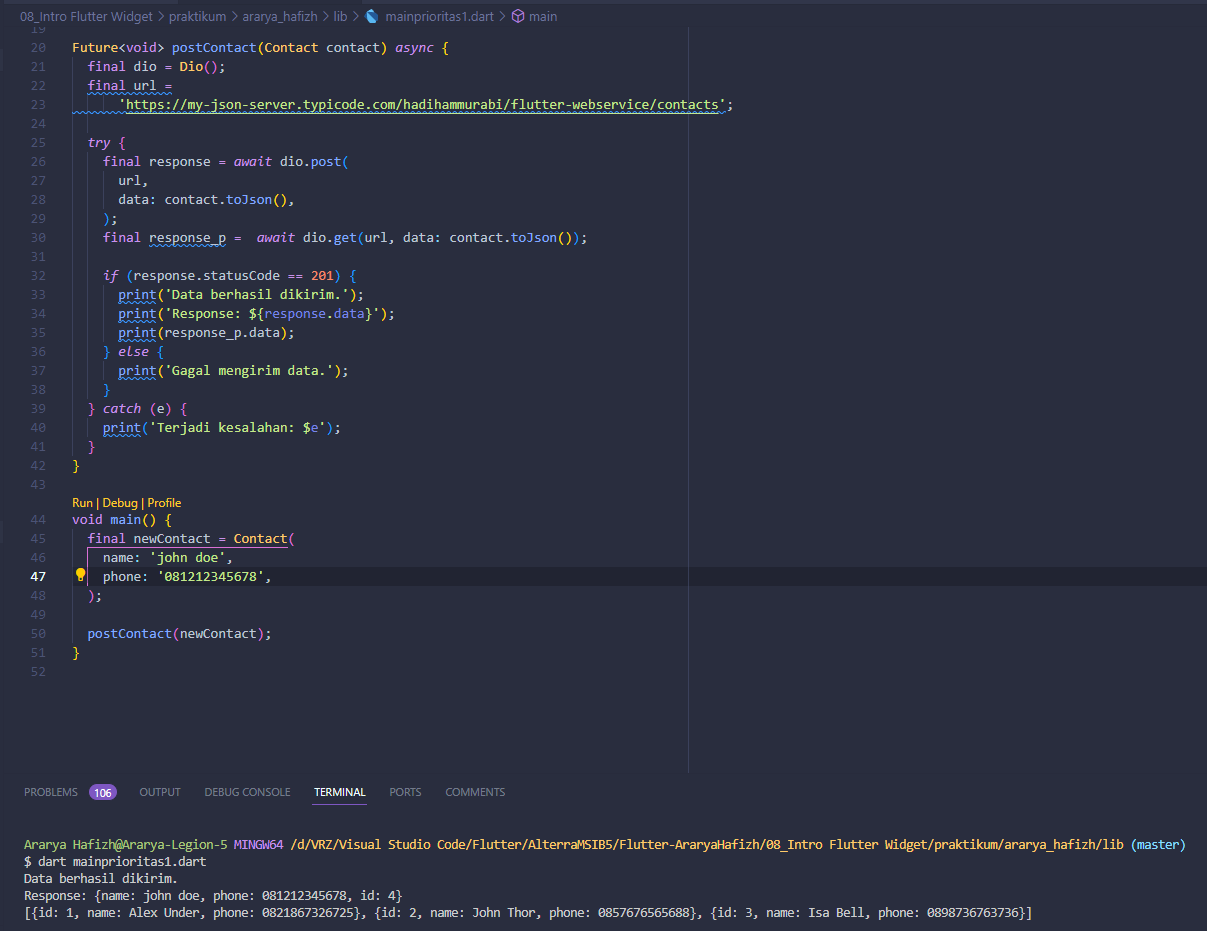 08_Intro Flutter Widget > praktikum > ararya_hafizh > lib > mainprioritas1.dart > main
19
20 Future<void> postContact(Contact contact) async {
21 final dio = Dio();
22 final url =
23 'https://my-json-server.typicode.com/hadihammurabi/flutter-webservice/contacts';
24
25 try {
26 final response = await dio.post(
27 url,
28 data: contact.toJson(),
29 );
30 final response_p =  await dio.get(url, data: contact.toJson());
31
32 if (response.statusCode == 201) {
33 print('Data berhasil dikirim.');
34 print('Response: ${response.data}');
35 print(response_p.data);
36 } else {
37 print('Gagal mengirim data.');
38 }
39 } catch (e) {
40 print('Terjadi kesalahan: $e');
41 }
42 }
43
Run | Debug | Profile
44 void main() {
45 final newContact = Contact(
46 name: 'john doe',
47 phone: '081212345678',
48 );
49
50 postContact(newContact);
51 }
52
PROBLEMS 106 OUTPUT DEBUG CONSOLE TERMINAL PORTS COMMENTS
Ararya Hafizh@Ararya-Legion-5 MINGW64 /d/VRZ/Visual Studio Code/Flutter/AlterraMSIB5/Flutter-AraryaHafizh/08_Intro Flutter Widget/praktikum/ararya_hafizh/lib (master)
$ dart mainprioritas1.dart
Data berhasil dikirim.
Response: {name: john doe, phone: 081212345678, id: 4}
[{id: 1, name: Alex Under, phone: 0821867326725}, {id: 2, name: John Thor, phone: 0857676565688}, {id: 3, name: Isa Bell, phone: 0898736763736}]